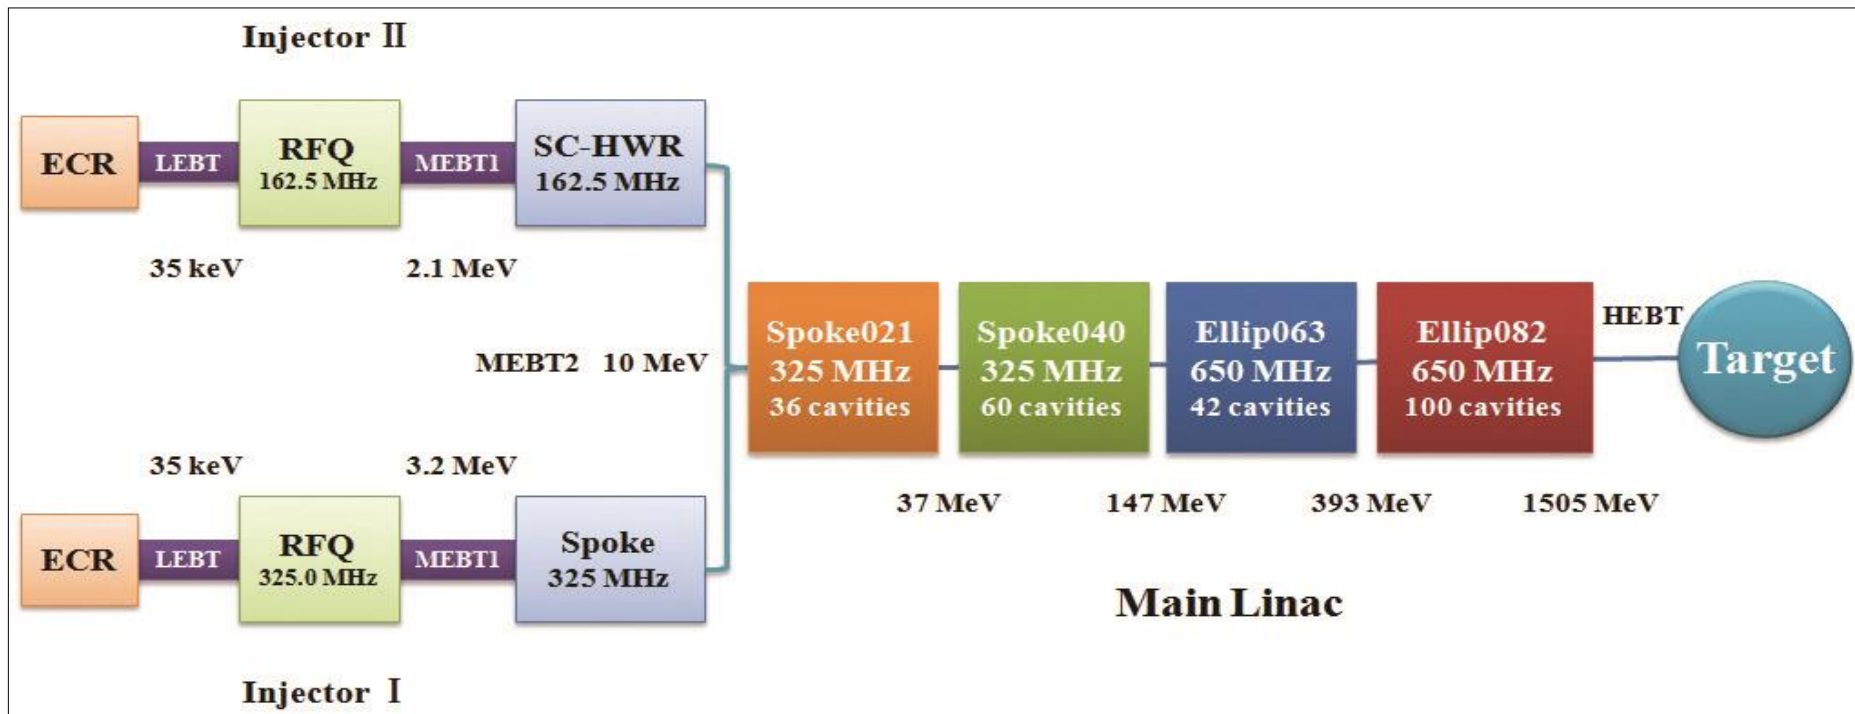 Injector Ⅱ
ECR
LEBT
RFQ
162.5 MHz
MEBT1
SC-HWR
162.5 MHz
35 keV
2.1 MeV
MEBT2 10 MeV
Spoke021
325 MHz
36 cavities
Spoke040
325 MHz
60 cavities
Ellip063
650 MHz
42 cavities
Ellip082
650 MHz
100 cavities
HEBT
Target
35 keV
3.2 MeV
37 MeV
147 MeV
393 MeV
1505 MeV
ECR
LEBT
RFQ
325.0 MHz
MEBT1
Spoke
325 MHz
Main Linac
Injector Ⅰ